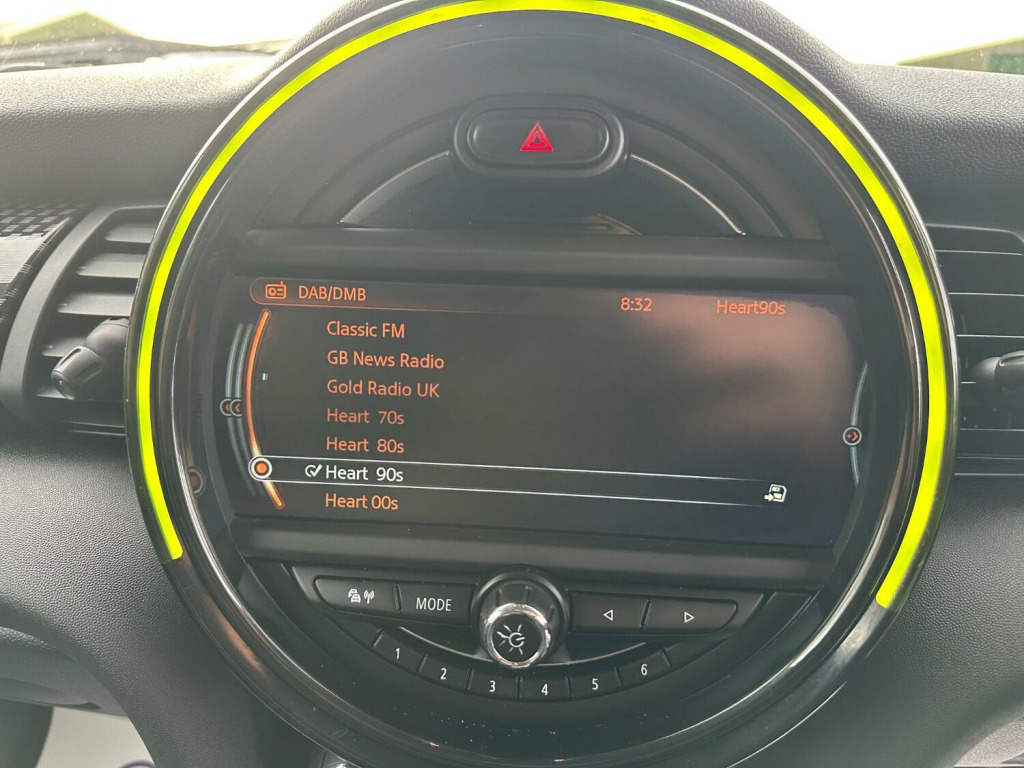 DAB/DMB 8:32 Heart90s
Classic FM
GB News Radio
Gold Radio UK
Heart 70s
Heart 80s
Heart 90s
Heart 00s
MODE
1 2 3 4 5 6